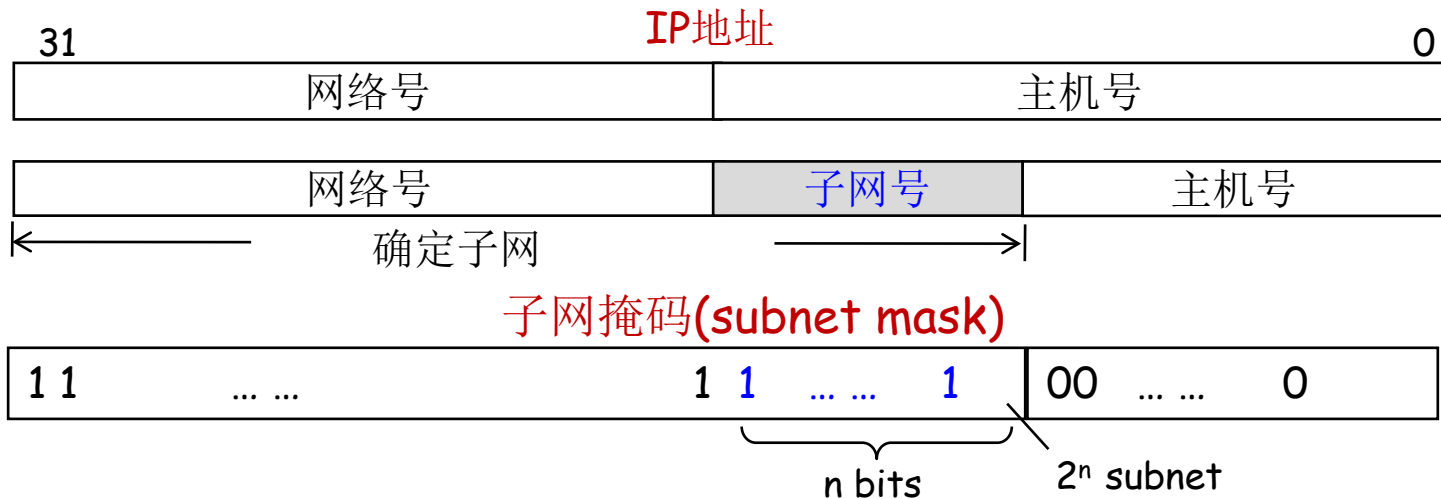 IP地址
31 0
网络号 主机号
网络号 子网号 主机号
确定子网
子网掩码(subnet mask)
1 1 … … 1 1 … … 1 00 … … 0
n bits 2ⁿ subnet